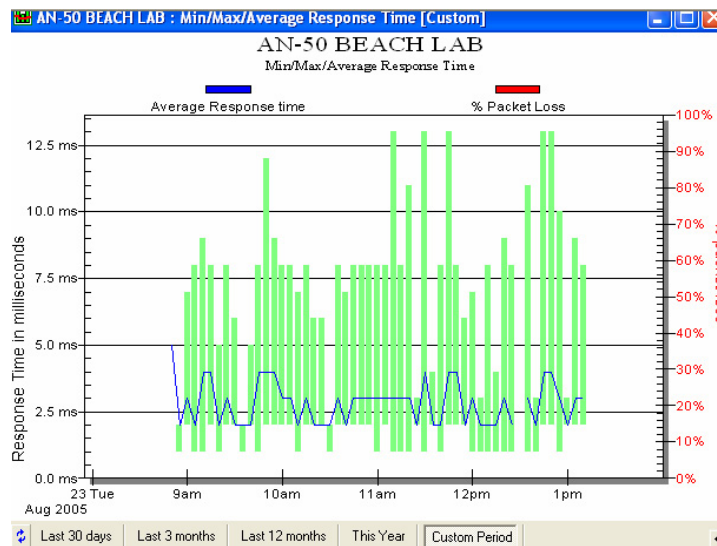 AN-50 BEACH LAB : Min/Max/Average Response Time [Custom]
AN-50 BEACH LAB
Min/Max/Average Response Time
Average Response time
% Packet Loss
100%
12.5 ms
90%
80%
10.0 ms
70%
60%
7.5 ms
50%
40%
5.0 ms
30%
2.5 ms
20%
10%
0.0 ms
0%
Response Time in milliseconds
23 Tue
9am
10am
11am
12pm
1pm
Aug 2005
Last 30 days
Last 3 months
Last 12 months
This Year
Custom Period